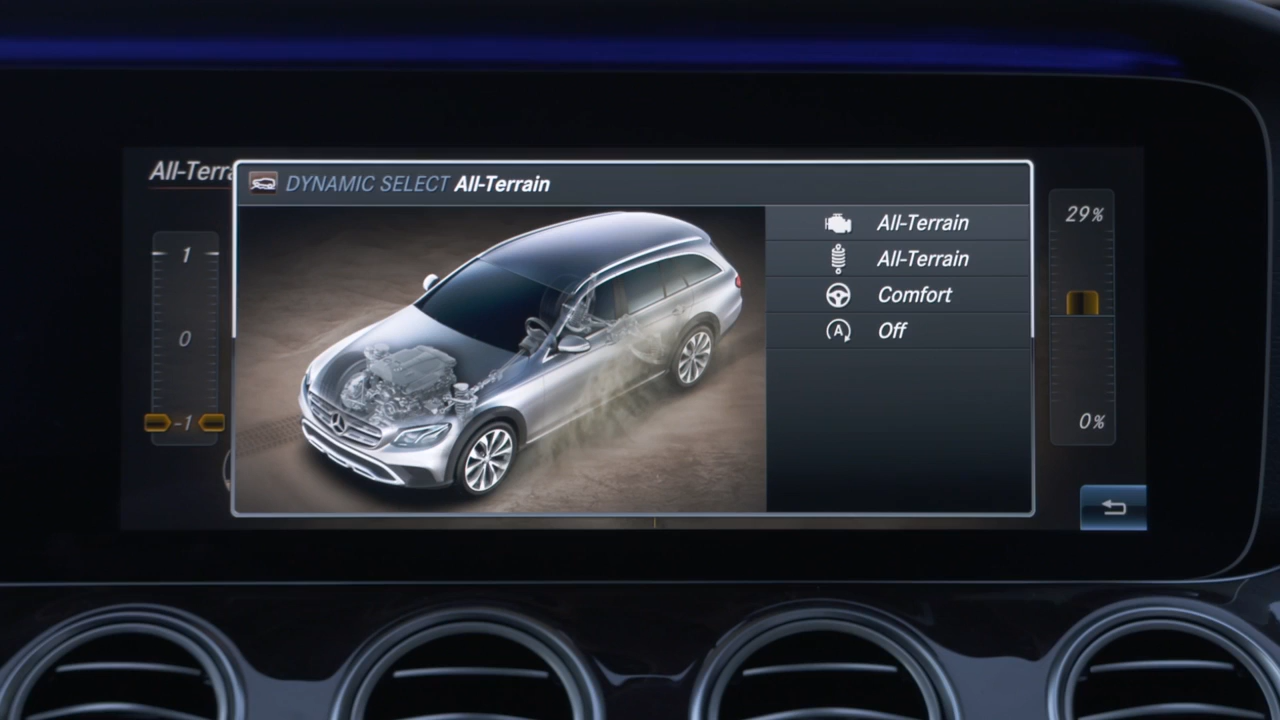 All-Terra
DYNAMIC SELECT All-Terrain
All-Terrain
All-Terrain
Comfort
A Off
1
0
-1
29%
0%